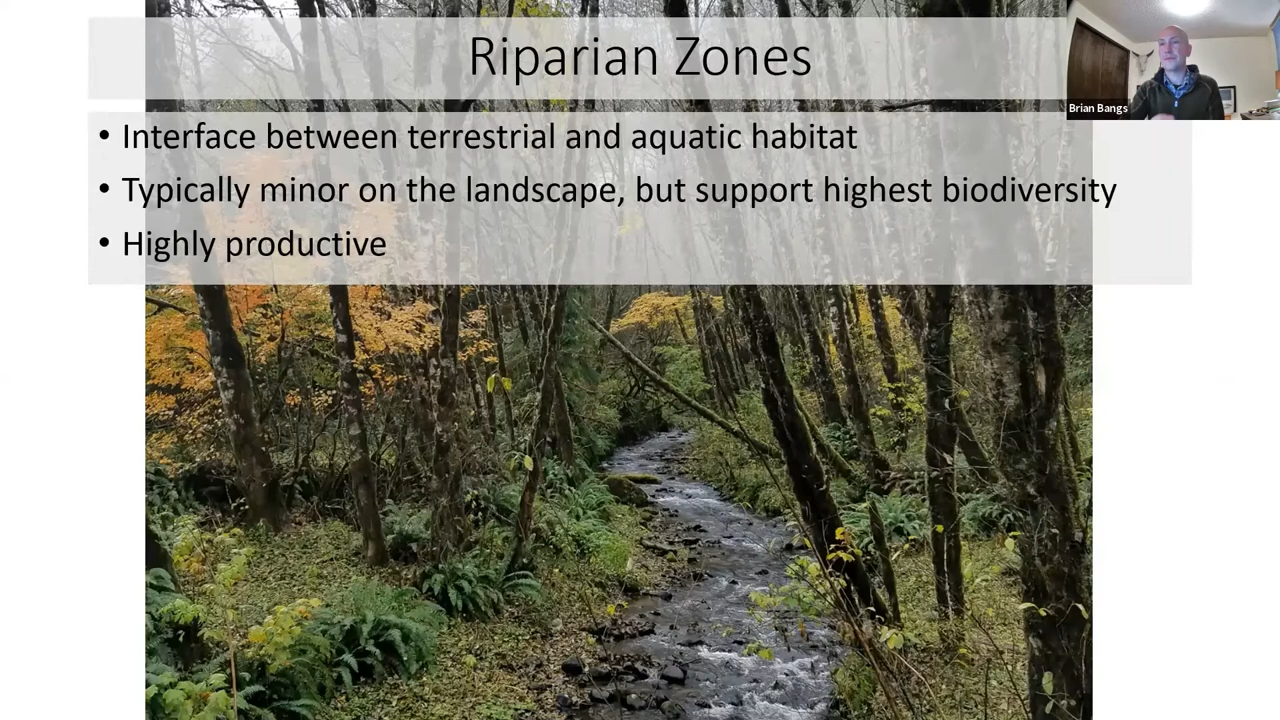 Riparian Zones
Brian Bangs
• Interface between terrestrial and aquatic habitat
• Typically minor on the landscape, but support highest biodiversity
• Highly productive